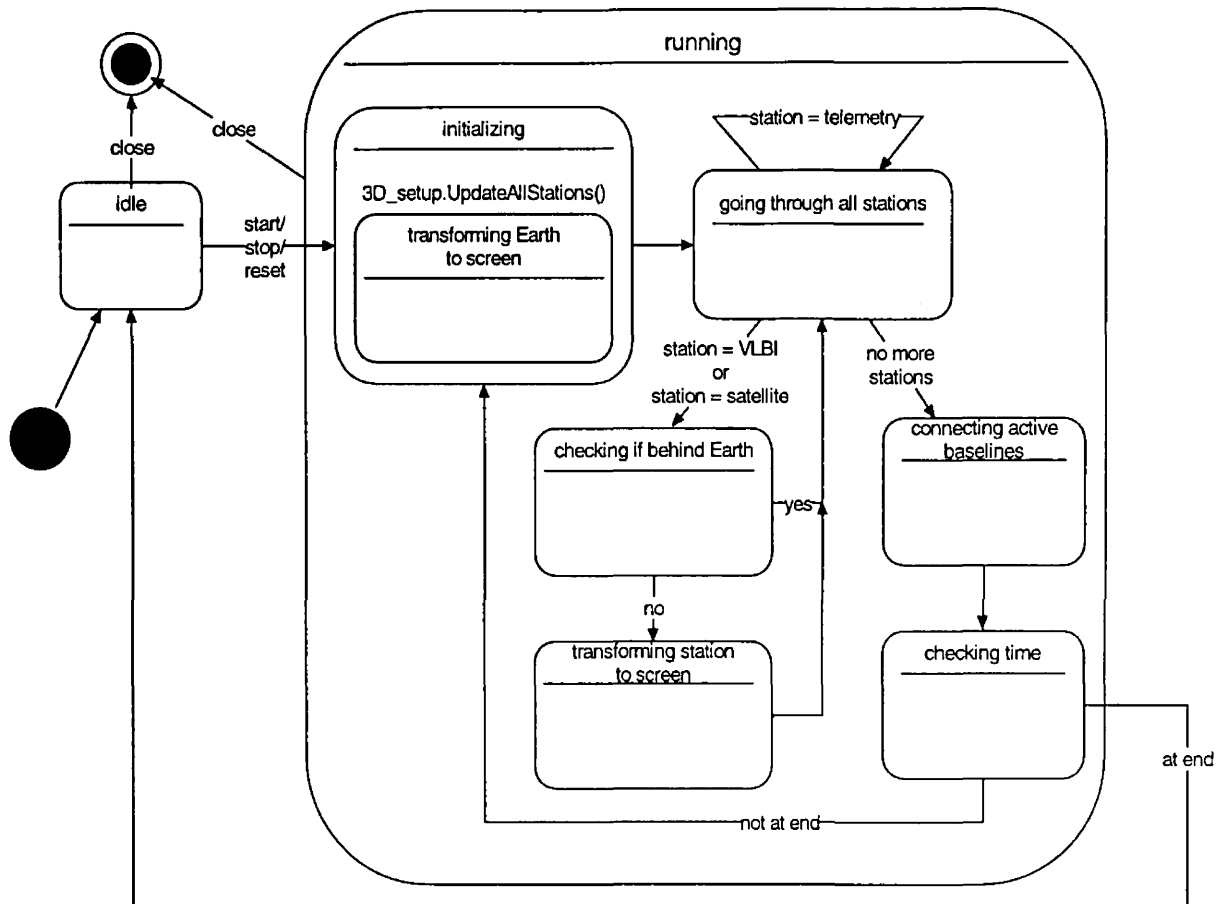 running
close
close
initializing
station = telemetry
3D_setup.UpdateAllStations()
idle
going through all stations
start/
stop/
reset
transforming Earth
to screen
station = VLBI
or
station = satellite
no more
stations
connecting active
baselines
checking if behind Earth
yes
no
transforming station
to screen
checking time
at end
not at end